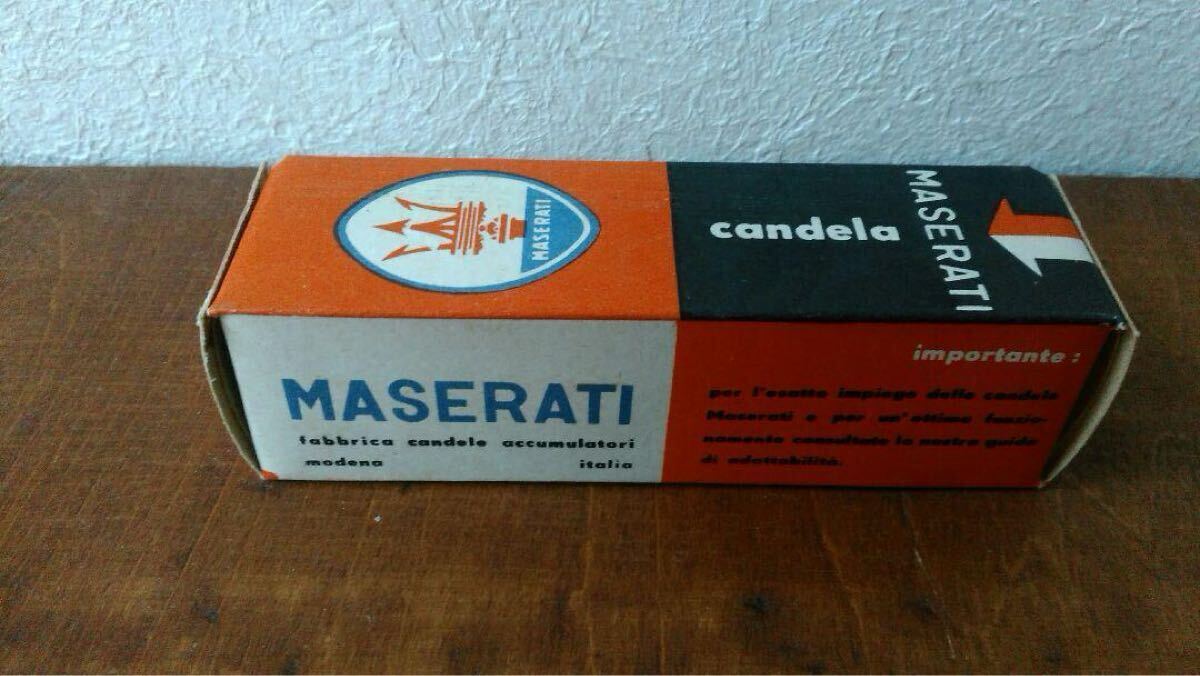 MASERATI
candela
MASERATI
MASERATI
fabbrica candele accumulatori
modena italia
importante:
per l'esatto impiego delle candele
Maserati e per un'ottimo funzio-
namento consultate la nostra guida
di adattabilità.